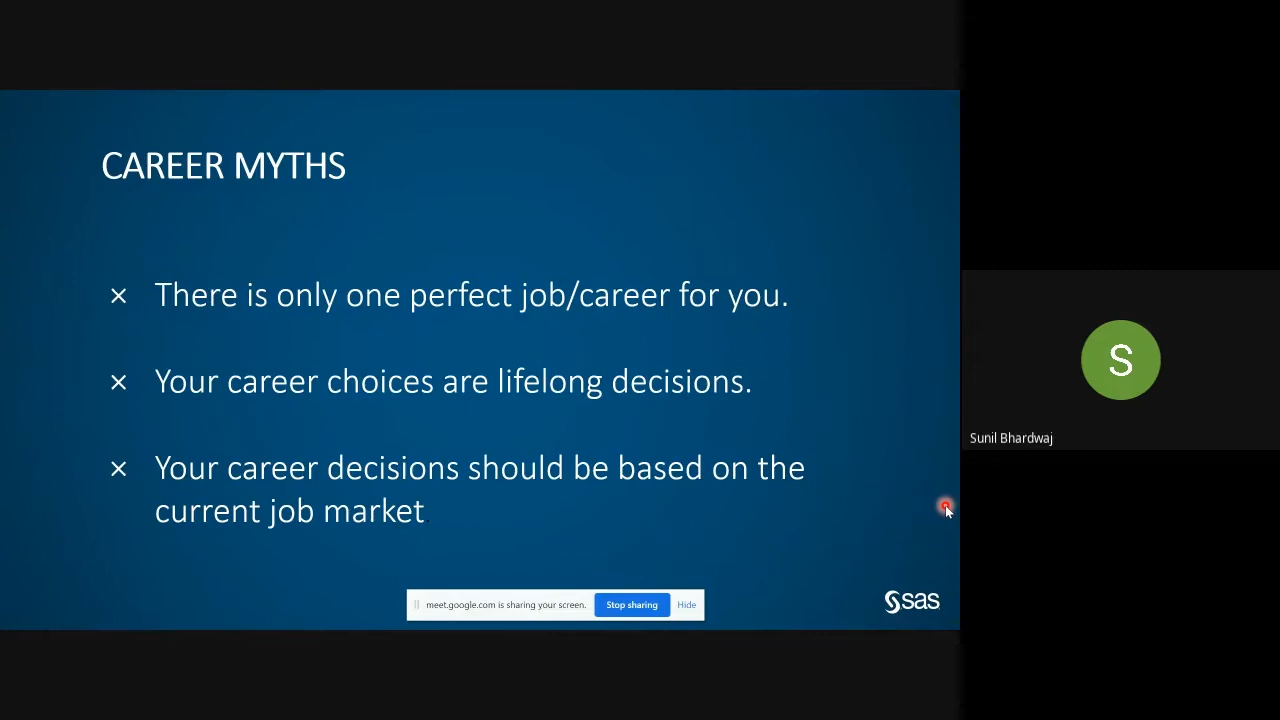 CAREER MYTHS
× There is only one perfect job/career for you.
× Your career choices are lifelong decisions.
× Your career decisions should be based on the
current job market.
meet.google.com is sharing your screen. Stop sharing Hide
sas
S
Sunil Bhardwaj